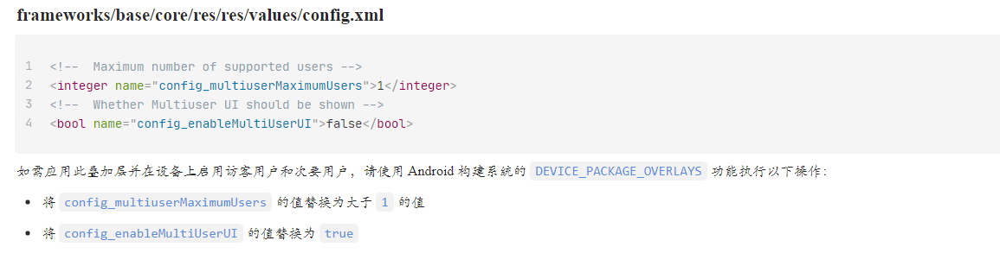 frameworks/base/core/res/res/values/config.xml
1 <!--  Maximum number of supported users -->
2 <integer name="config_multiuserMaximumUsers">1</integer>
3 <!--  Whether Multiuser UI should be shown -->
4 <bool name="config_enableMultiUserUI">false</bool>
如需应用此叠加层并在设备上启用访客用户和次要用户，请使用 Android 构建系统的 DEVICE_PACKAGE_OVERLAYS 功能执行以下操作：
• 将 config_multiuserMaximumUsers 的值替换为大于 1 的值
• 将 config_enableMultiUserUI 的值替换为 true